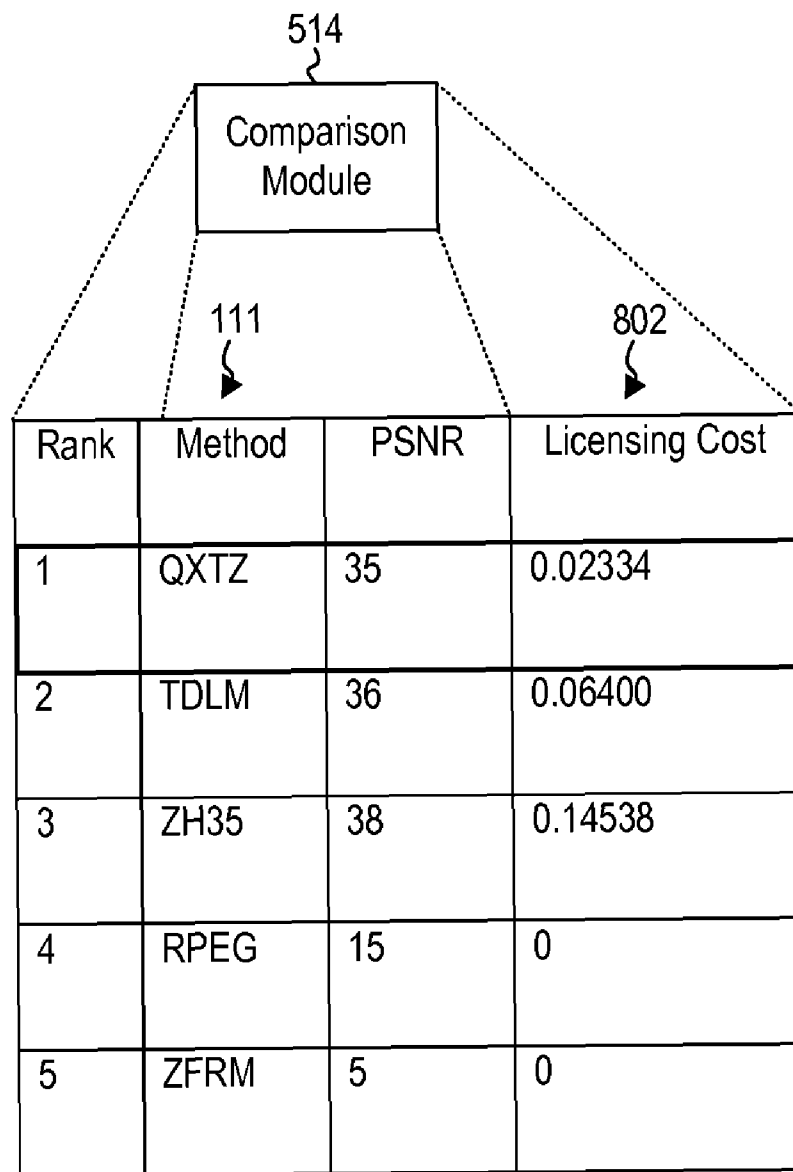 514
Comparison
Module
111
802
Rank Method PSNR Licensing Cost
1 QXTZ 35 0.02334
2 TDLM 36 0.06400
3 ZH35 38 0.14538
4 RPEG 15 0
5 ZFRM 5 0